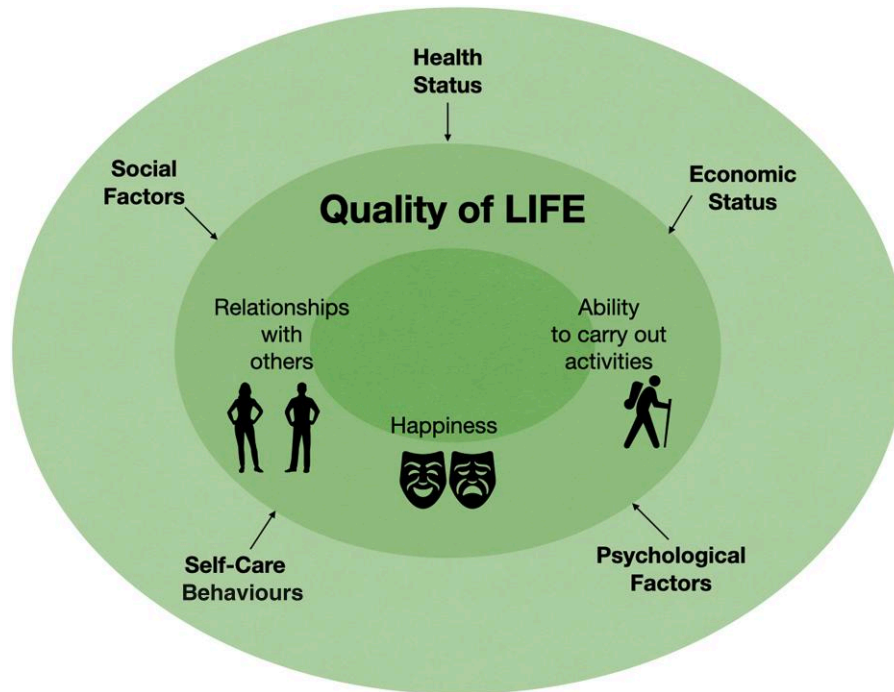 Health
Status
Social
Factors
Economic
Status
Quality of LIFE
Relationships
with
others
Ability
to carry out
activities
Happiness
Self-Care
Behaviours
Psychological
Factors